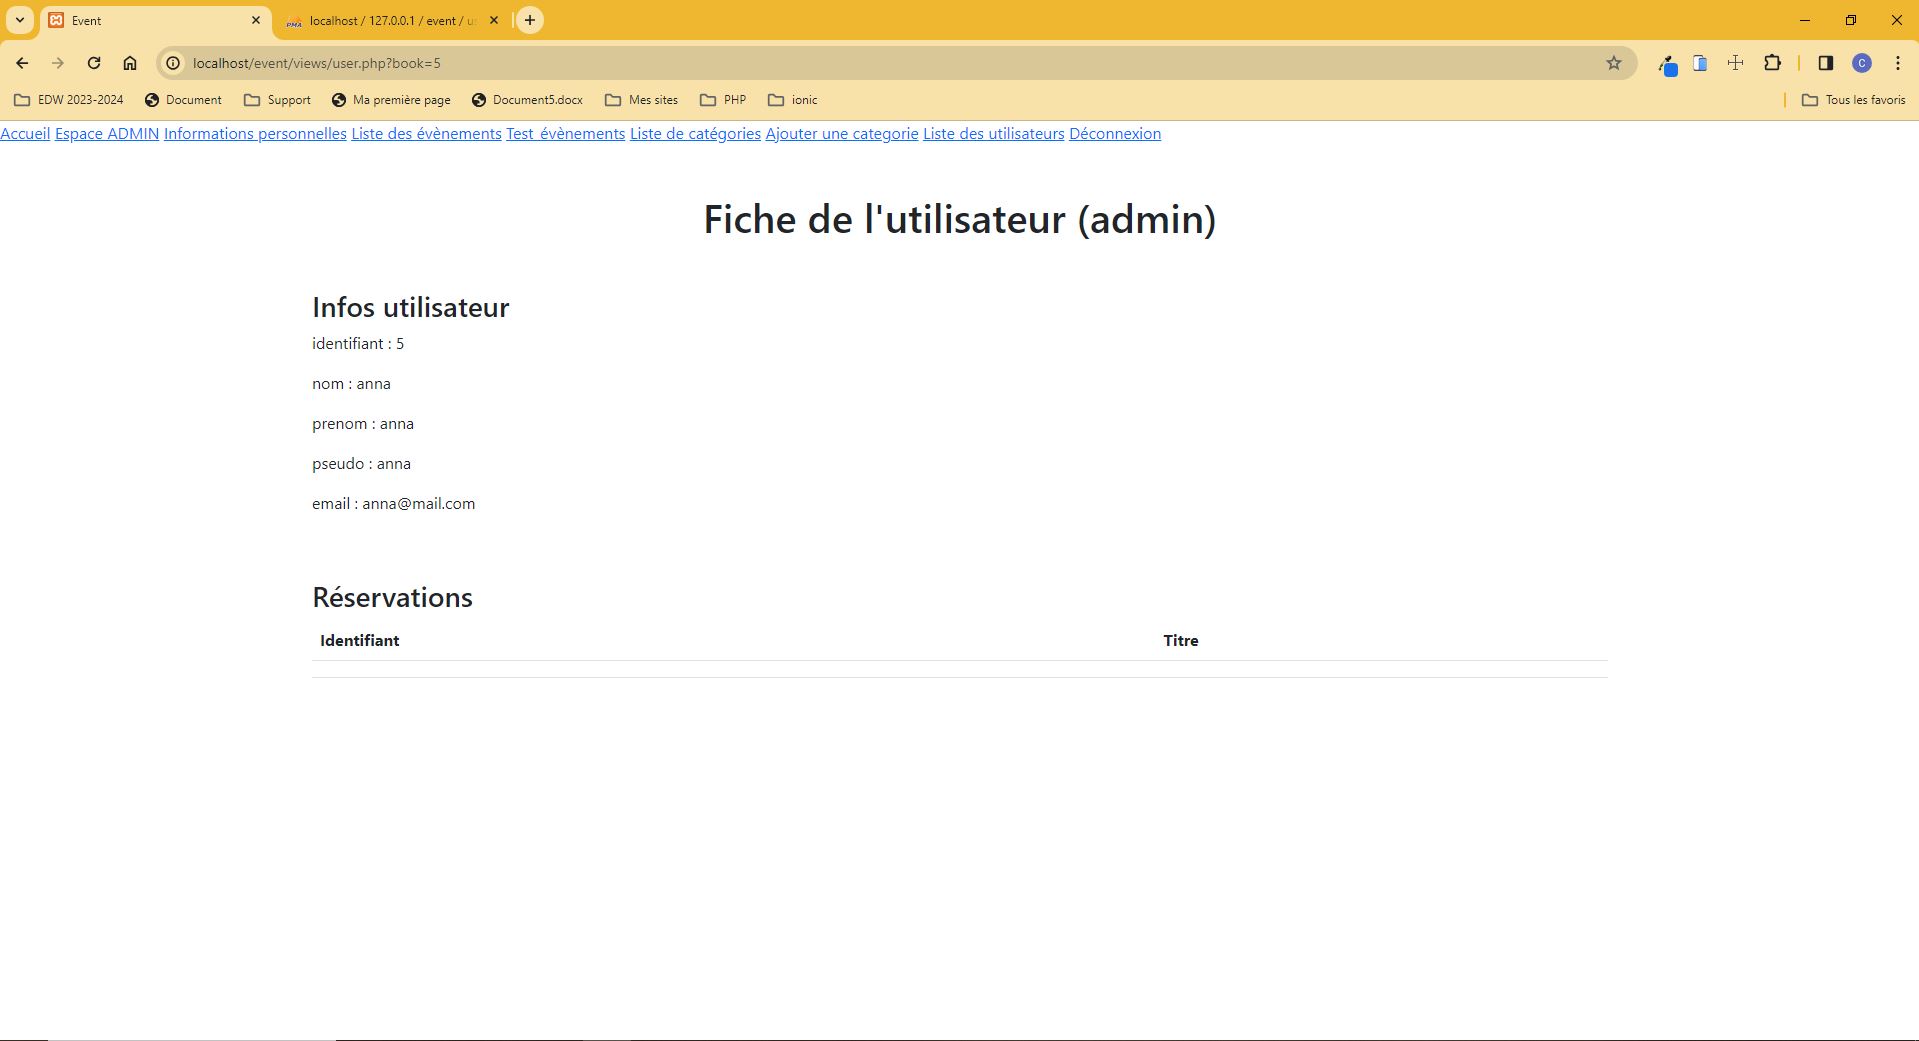 Event
localhost / 127.0.0.1 / event /
localhost/event/views/user.php?book=5
C
EDW 2023-2024 Document Support Ma première page Document5.docx Mes sites PHP ionic Tous les favoris
Accueil Espace ADMIN Informations personnelles Liste des évènements Test évènements Liste de catégories Ajouter une categorie Liste des utilisateurs Déconnexion
Fiche de l'utilisateur (admin)
Infos utilisateur
identifiant : 5
nom : anna
prenom : anna
pseudo : anna
email : anna@mail.com
Réservations
Identifiant Titre